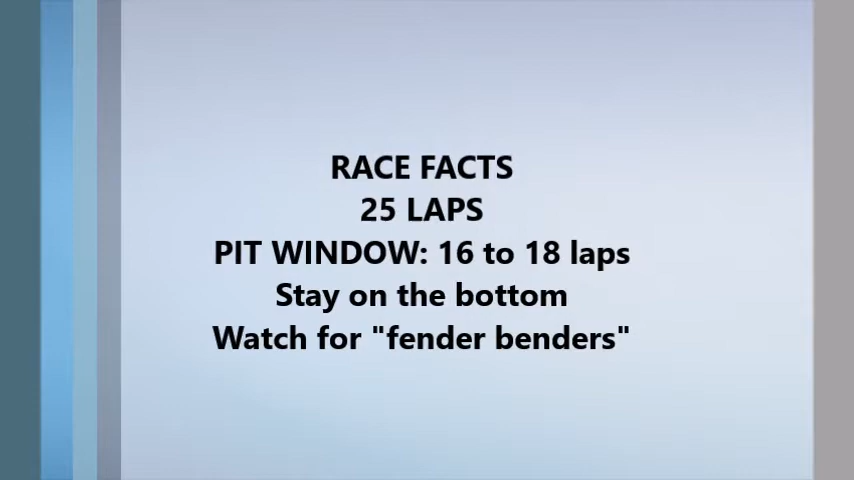 RACE FACTS
25 LAPS
PIT WINDOW: 16 to 18 laps
Stay on the bottom
Watch for "fender benders"